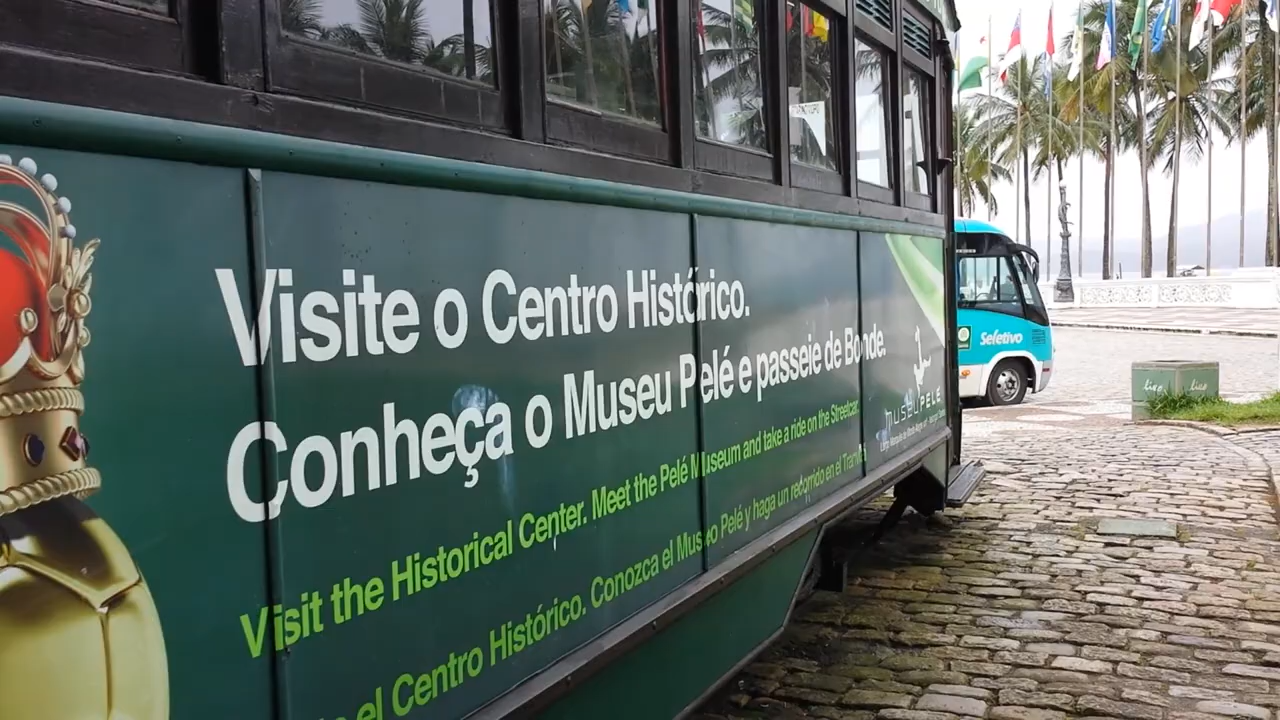 Visite o Centro Histórico.
Conheça o Museu Pelé e passeie de Bonde.
Visit the Historical Center. Meet the Pelé Museum and take a ride on the Streetcar.
el Centro Histórico. Conozca el Museo Pelé y haga un recorrido en el Tranvía
MUSEU PELÉ
Seletivo
lixo
lixo